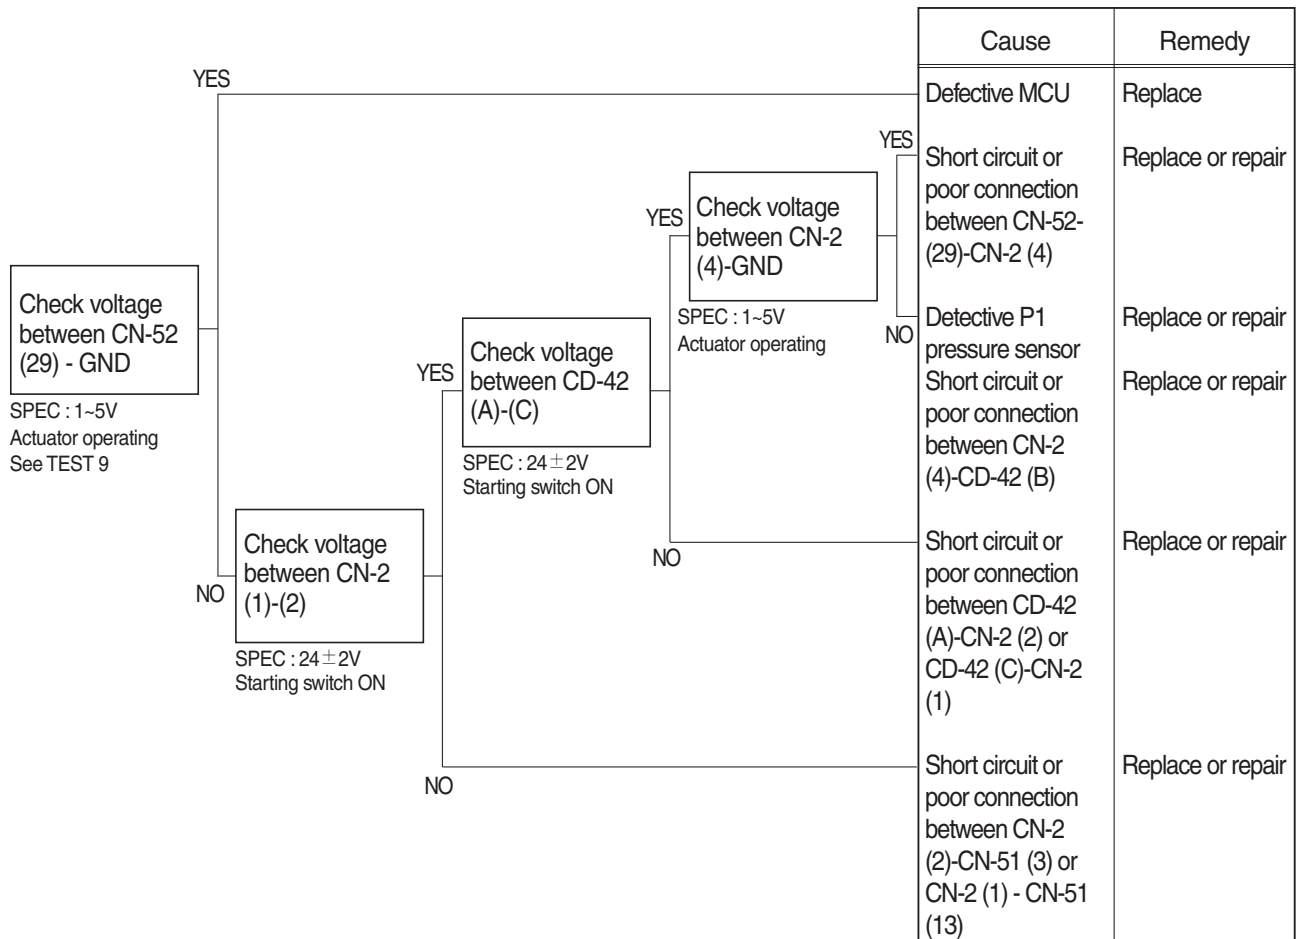 Cause
Remedy
YES
Defective MCU
Replace
YES
Short circuit or
poor connection
between CN-52-
(29)-CN-2 (4)
Replace or repair
YES
Check voltage
between CN-2
(4)-GND
SPEC : 1~5V
Actuator operating
NO
Detective P1
pressure sensor
Replace or repair
Short circuit or
poor connection
between CN-2
(4)-CD-42 (B)
Replace or repair
Check voltage
between CN-52
(29) - GND
SPEC : 1~5V
Actuator operating
See TEST 9
YES
Check voltage
between CD-42
(A)-(C)
SPEC : 24±2V
Starting switch ON
NO
Short circuit or
poor connection
between CD-42
(A)-CN-2 (2) or
CD-42 (C)-CN-2
(1)
Replace or repair
NO
Check voltage
between CN-2
(1)-(2)
SPEC : 24±2V
Starting switch ON
NO
Short circuit or
poor connection
between CN-2
(2)-CN-51 (3) or
CN-2 (1) - CN-51
(13)
Replace or repair